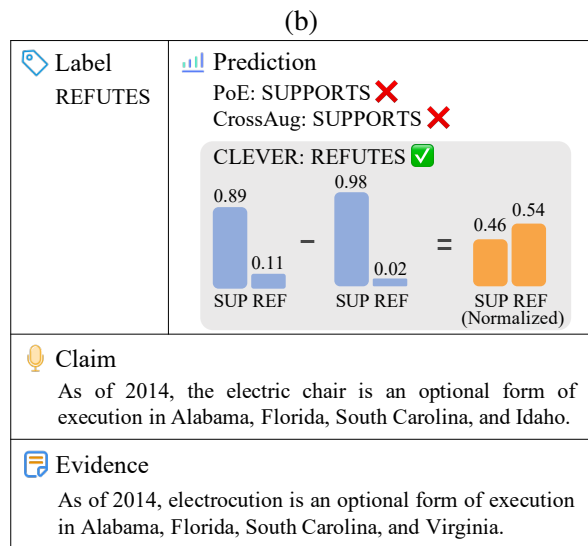 (b)
Label
REFUTES
Prediction
PoE: SUPPORTS
CrossAug: SUPPORTS
CLEVER: REFUTES
0.89 0.11 − 0.98 0.02 = 0.46 0.54
SUP REF SUP REF SUP REF
(Normalized)
Claim
As of 2014, the electric chair is an optional form of
execution in Alabama, Florida, South Carolina, and Idaho.
Evidence
As of 2014, electrocution is an optional form of execution
in Alabama, Florida, South Carolina, and Virginia.